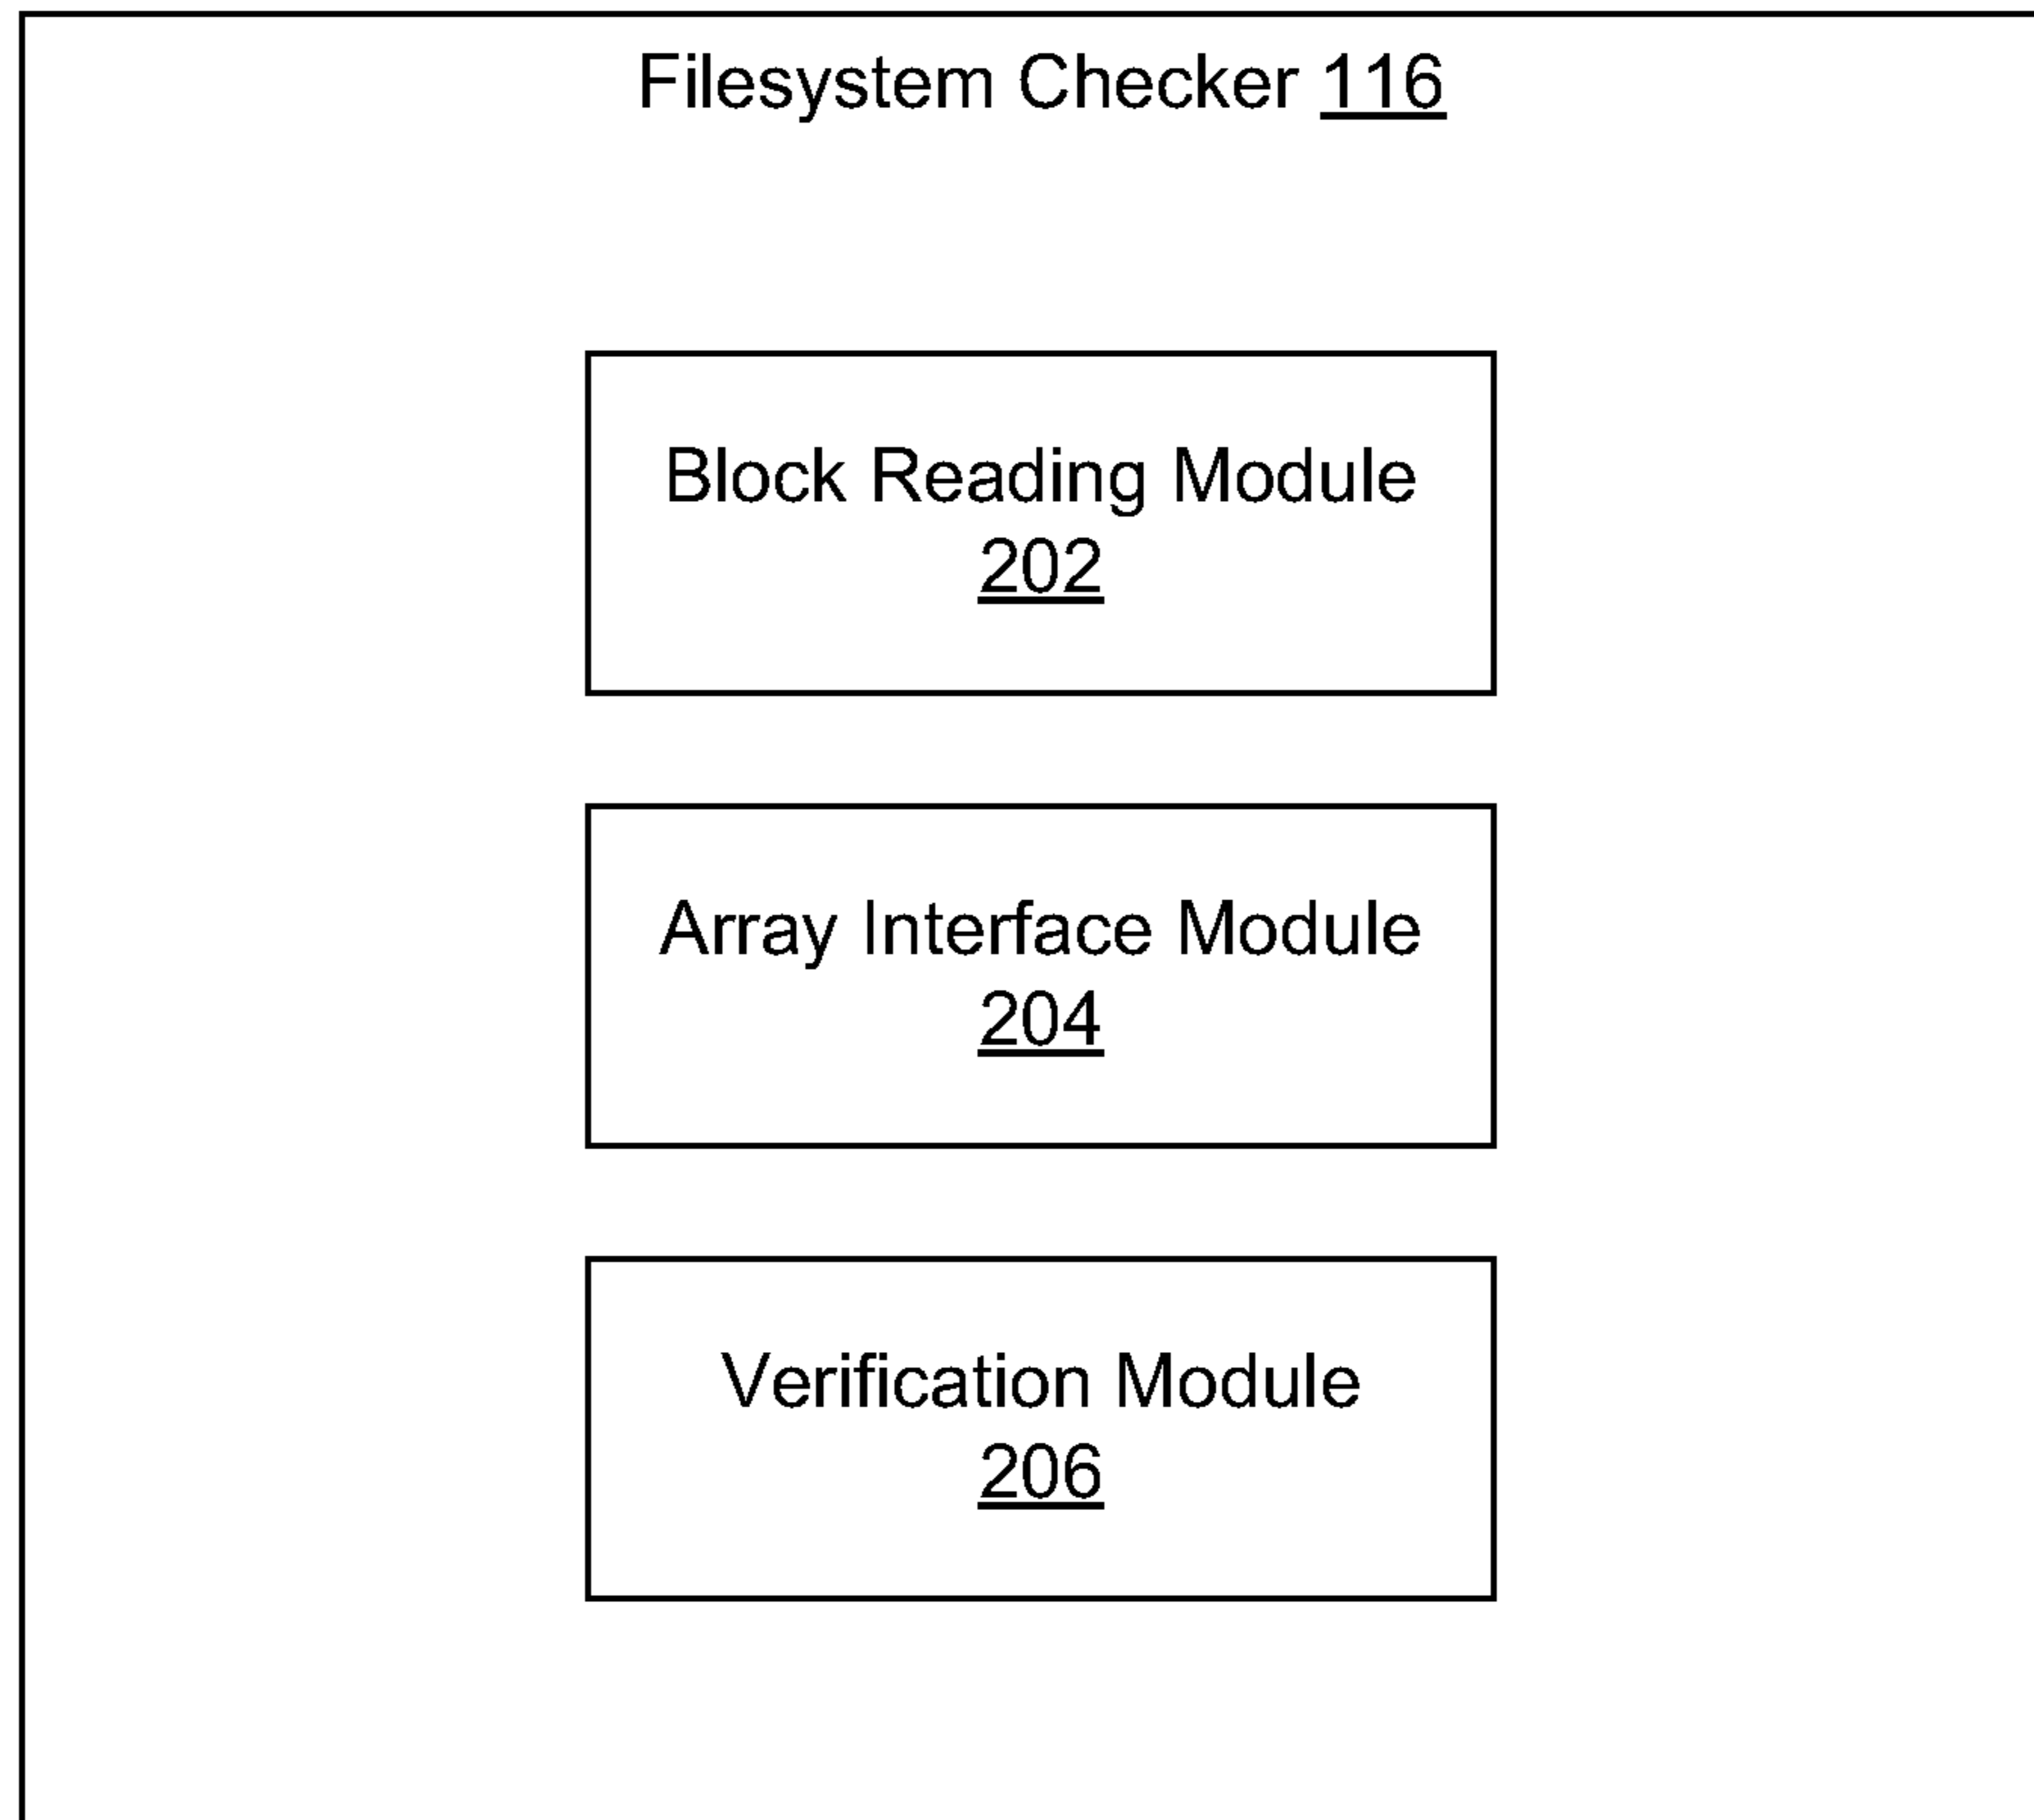 Filesystem Checker 116
Block Reading Module
202
Array Interface Module
204
Verification Module
206